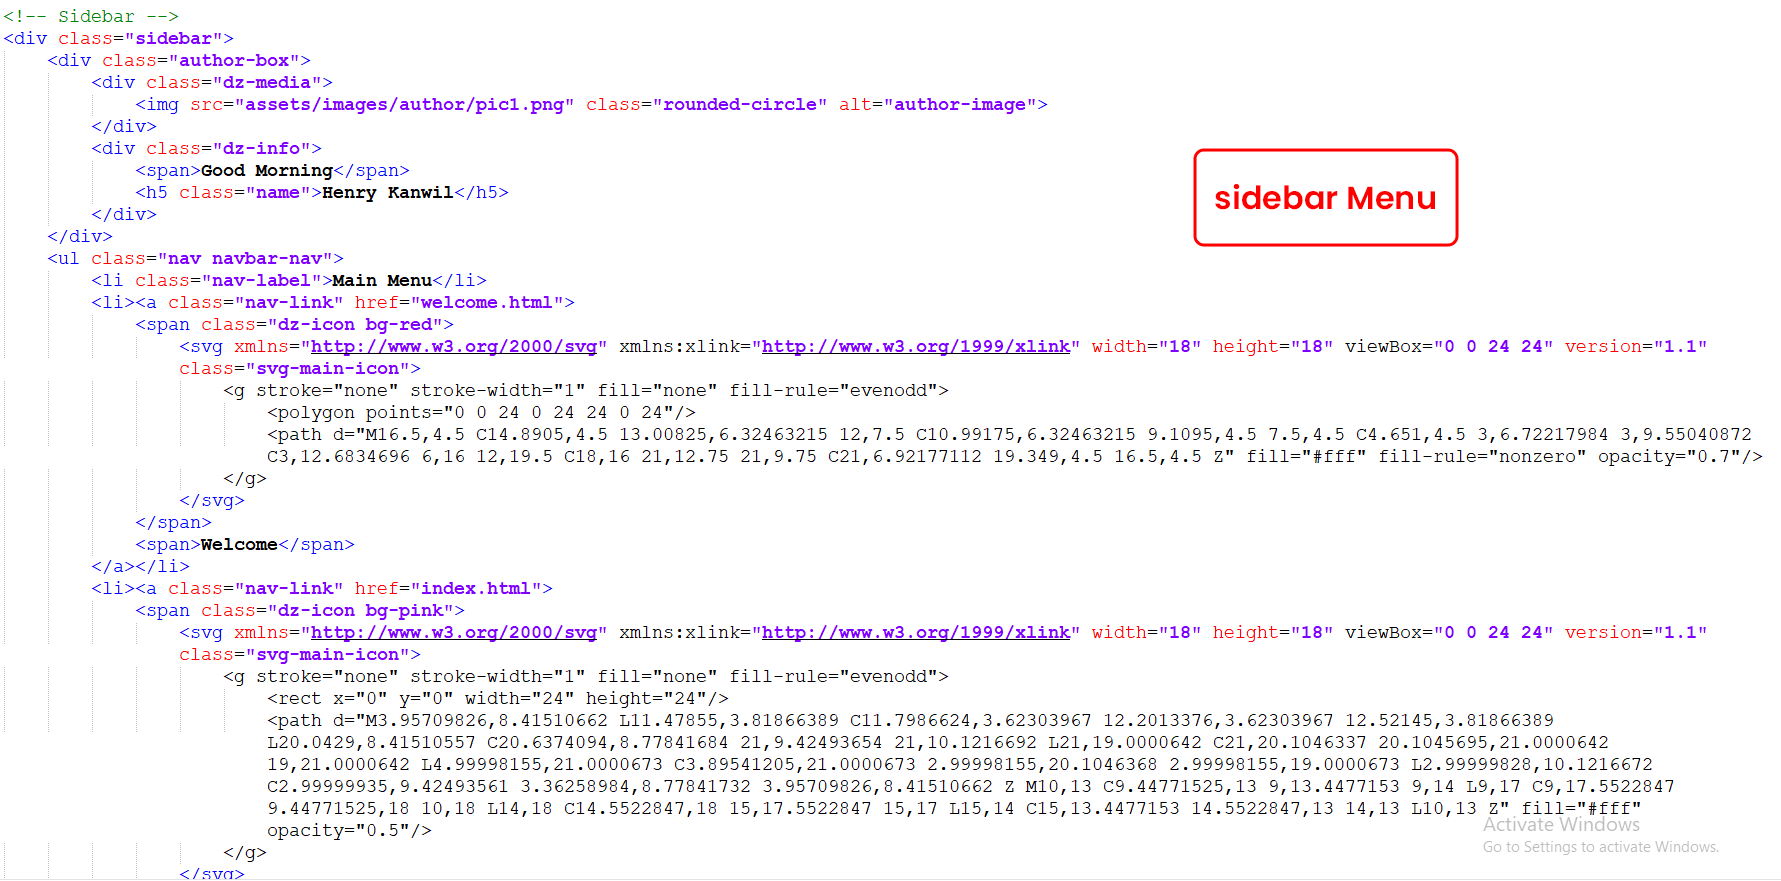 <!-- Sidebar -->
<div class="sidebar">
<div class="author-box">
<div class="dz-media">
<img src="assets/images/author/pic1.png" class="rounded-circle" alt="author-image">
</div>
<div class="dz-info">
<span>Good Morning</span>
<h5 class="name">Henry Kanwil</h5>
</div>
</div>
<ul class="nav navbar-nav">
<li class="nav-label">Main Menu</li>
<li><a class="nav-link" href="welcome.html">
<span class="dz-icon bg-red">
<svg xmlns="http://www.w3.org/2000/svg" xmlns:xlink="http://www.w3.org/1999/xlink" width="18" height="18" viewBox="0 0 24 24" version="1.1"
class="svg-main-icon">
<g stroke="none" stroke-width="1" fill="none" fill-rule="evenodd">
<polygon points="0 0 24 0 24 24 0 24"/>
<path d="M16.5,4.5 C14.8905,4.5 13.00825,6.32463215 12,7.5 C10.99175,6.32463215 9.1095,4.5 7.5,4.5 C4.651,4.5 3,6.72217984 3,9.55040872
C3,12.6834696 6,16 12,19.5 C18,16 21,12.75 21,9.75 C21,6.92177112 19.349,4.5 16.5,4.5 Z" fill="#fff" fill-rule="nonzero" opacity="0.7"/>
</g>
</svg>
</span>
<span>Welcome</span>
</a></li>
<li><a class="nav-link" href="index.html">
<span class="dz-icon bg-pink">
<svg xmlns="http://www.w3.org/2000/svg" xmlns:xlink="http://www.w3.org/1999/xlink" width="18" height="18" viewBox="0 0 24 24" version="1.1"
class="svg-main-icon">
<g stroke="none" stroke-width="1" fill="none" fill-rule="evenodd">
<rect x="0" y="0" width="24" height="24"/>
<path d="M3.95709826,8.41510662 L11.47855,3.81866389 C11.7986624,3.62303967 12.2013376,3.62303967 12.52145,3.81866389
L20.0429,8.41510557 C20.6374094,8.77841684 21,9.42493654 21,10.1216692 L21,19.0000642 C21,20.1046337 20.1045695,21.0000642
19,21.0000642 L4.99998155,21.0000673 C3.89541205,21.0000673 2.99998155,20.1046368 2.99998155,19.0000673 L2.99999828,10.1216672
C2.99999935,9.42493561 3.36258984,8.77841732 3.95709826,8.41510662 Z M10,13 C9.44771525,13 9,13.4477153 9,14 L9,17 C9,17.5522847
9.44771525,18 10,18 L14,18 C14.5522847,18 15,17.5522847 15,17 L15,14 C15,13.4477153 14.5522847,13 14,13 L10,13 Z" fill="#fff"
opacity="0.5"/>
</g>
</svg>
sidebar Menu
Activate Windows
Go to Settings to activate Windows.